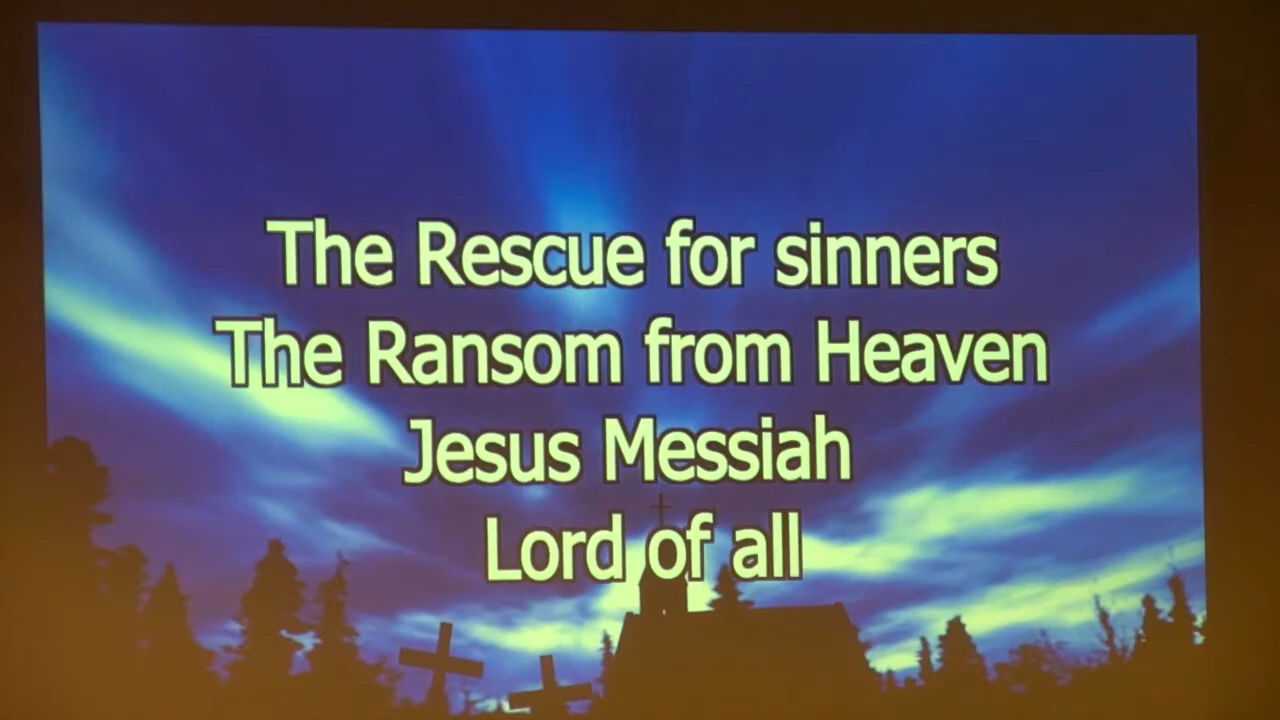 The Rescue for sinners
The Ransom from Heaven
Jesus Messiah
Lord of all